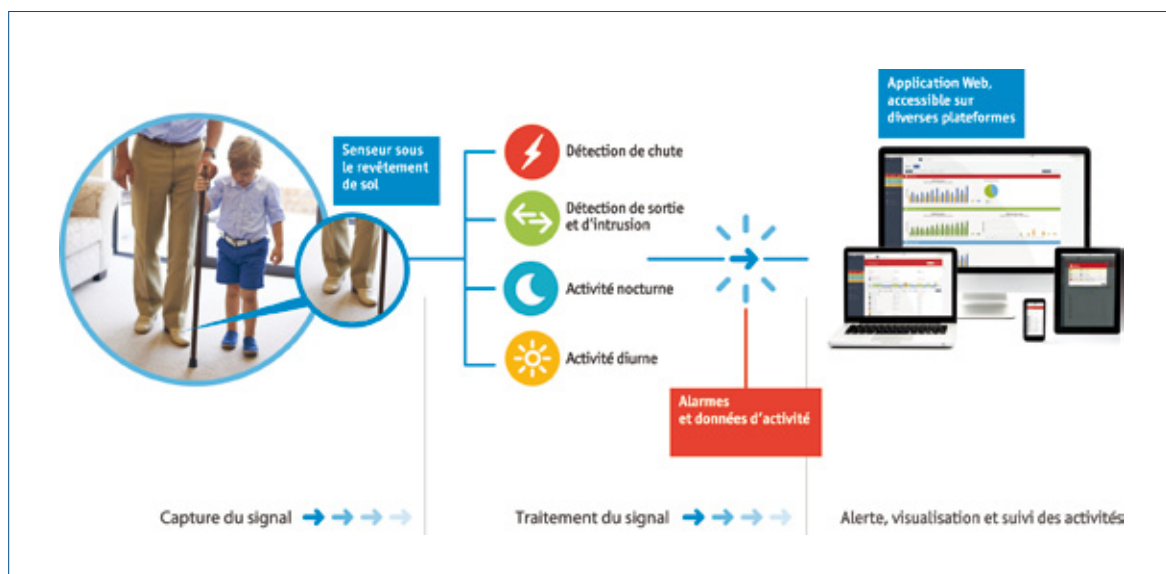 Application Web,
accessible sur
diverses plateformes
Senseur sous
le revêtement
de sol
Détection de chute
Détection de sortie
et d'intrusion
Activité nocturne
Activité diurne
Alarmes
et données d'activité
Capture du signal
Traitement du signal
Alerte, visualisation et suivi des activités